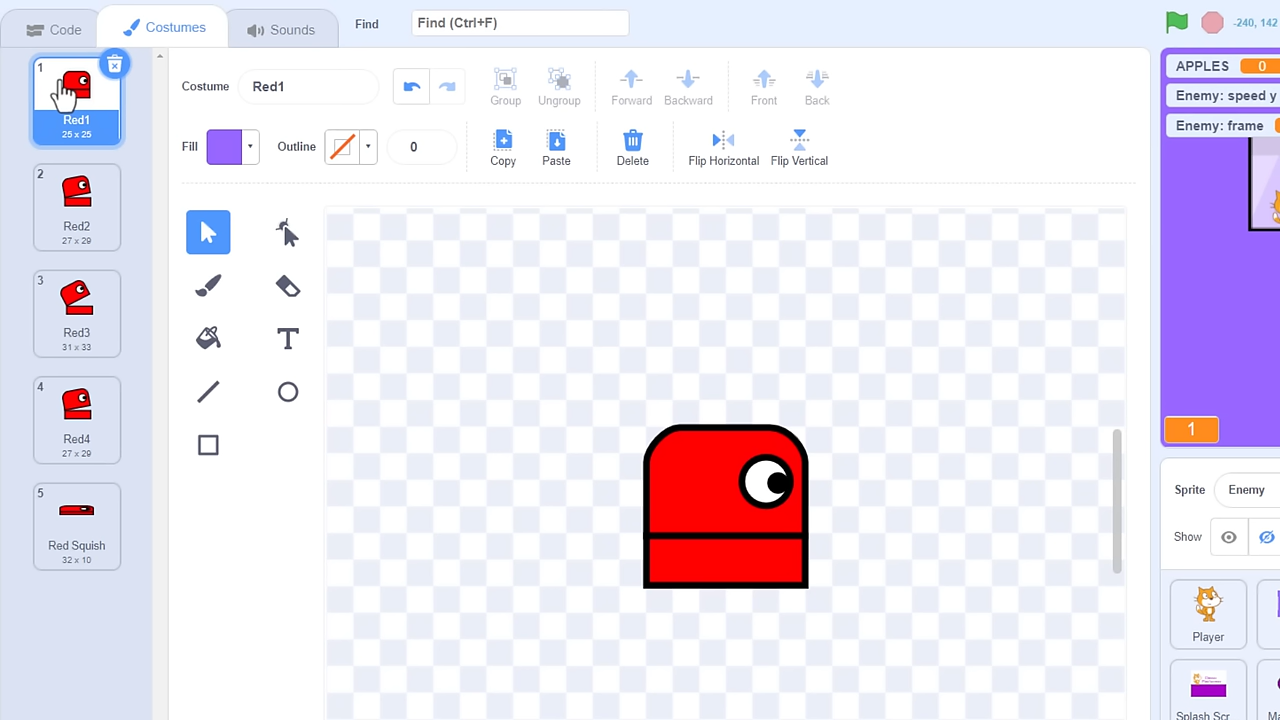 Code
Costumes
Sounds
Find
Find (Ctrl+F)
-240, 142
1
Red1
25 x 25
2
Red2
27 x 29
3
Red3
31 x 33
4
Red4
27 x 29
5
Red Squish
32 x 10
Costume
Red1
Group
Ungroup
Forward
Backward
Front
Back
Fill
Outline
0
Copy
Paste
Delete
Flip Horizontal
Flip Vertical
APPLES 0
Enemy: speed y
Enemy: frame
1
Sprite
Enemy
Show
Player
Splash Scr